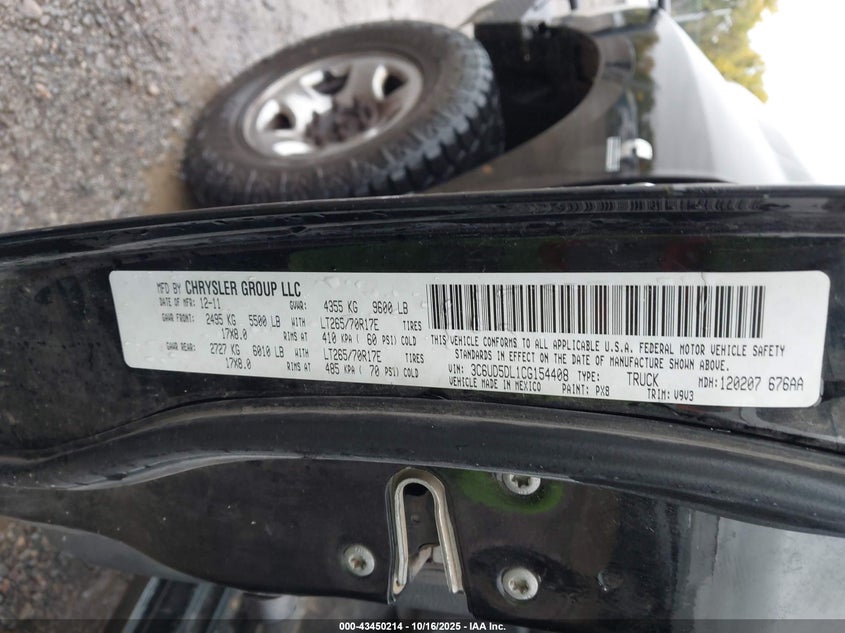 MFD BY CHRYSLER GROUP LLC
DATE OF MFR: 12-11 GVWR: 4355 KG 9600 LB
GAWR FRONT: 2495 KG 5500 LB WITH LT265/70R17E TIRES
17X8.0 RIMS AT 410 KPA ( 60 PSI) COLD
GAWR REAR: 2727 KG 6010 LB WITH LT265/70R17E TIRES
17X8.0 RIMS AT 485 KPA ( 70 PSI) COLD
THIS VEHICLE CONFORMS TO ALL APPLICABLE U.S.A. FEDERAL MOTOR VEHICLE SAFETY
STANDARDS IN EFFECT ON THE DATE OF MANUFACTURE SHOWN ABOVE.
VIN: 3C6UD5DL1CG154408 TYPE: TRUCK MDH: 120207 676AA
VEHICLE MADE IN MEXICO PAINT: PX8 TRIM: V9V3
000-43450214 - 10/16/2025 - IAA Inc.